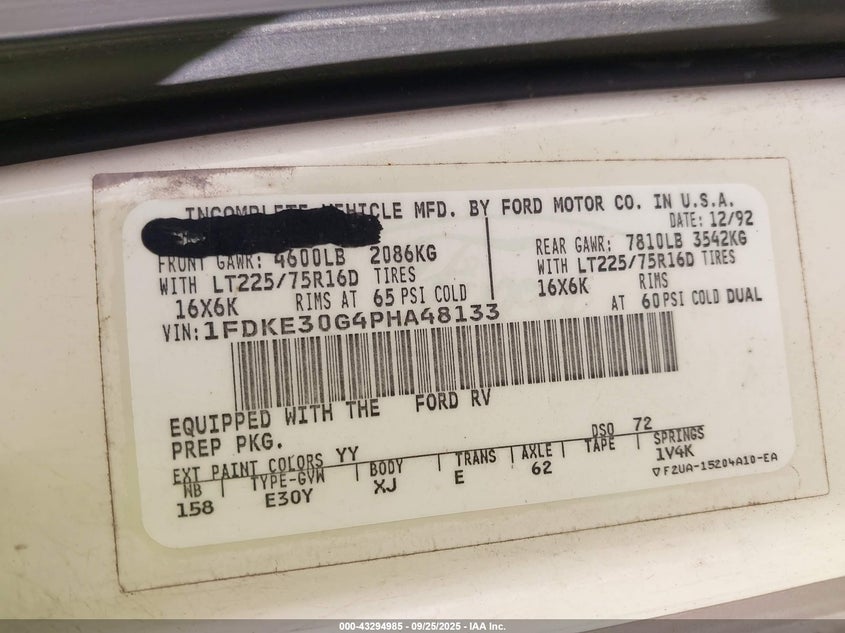 INCOMPLETE VEHICLE MFD. BY FORD MOTOR CO. IN U.S.A.
DATE: 12/92
FRONT GAWR: 4600LB 2086KG
WITH LT225/75R16D TIRES
16X6K RIMS AT 65 PSI COLD
REAR GAWR: 7810LB 3542KG
WITH LT225/75R16D TIRES
16X6K RIMS
AT 60 PSI COLD DUAL
VIN: 1FDKE30G4PHA48133
EQUIPPED WITH THE FORD RV
PREP PKG.
EXT PAINT COLORS YY DSO 72
WB TYPE-GVW BODY TRANS AXLE TAPE SPRINGS
158 E30Y XJ E 62 1V4K
F2UA-15204A10-EA
000-43294985 - 09/25/2025 - IAA Inc.